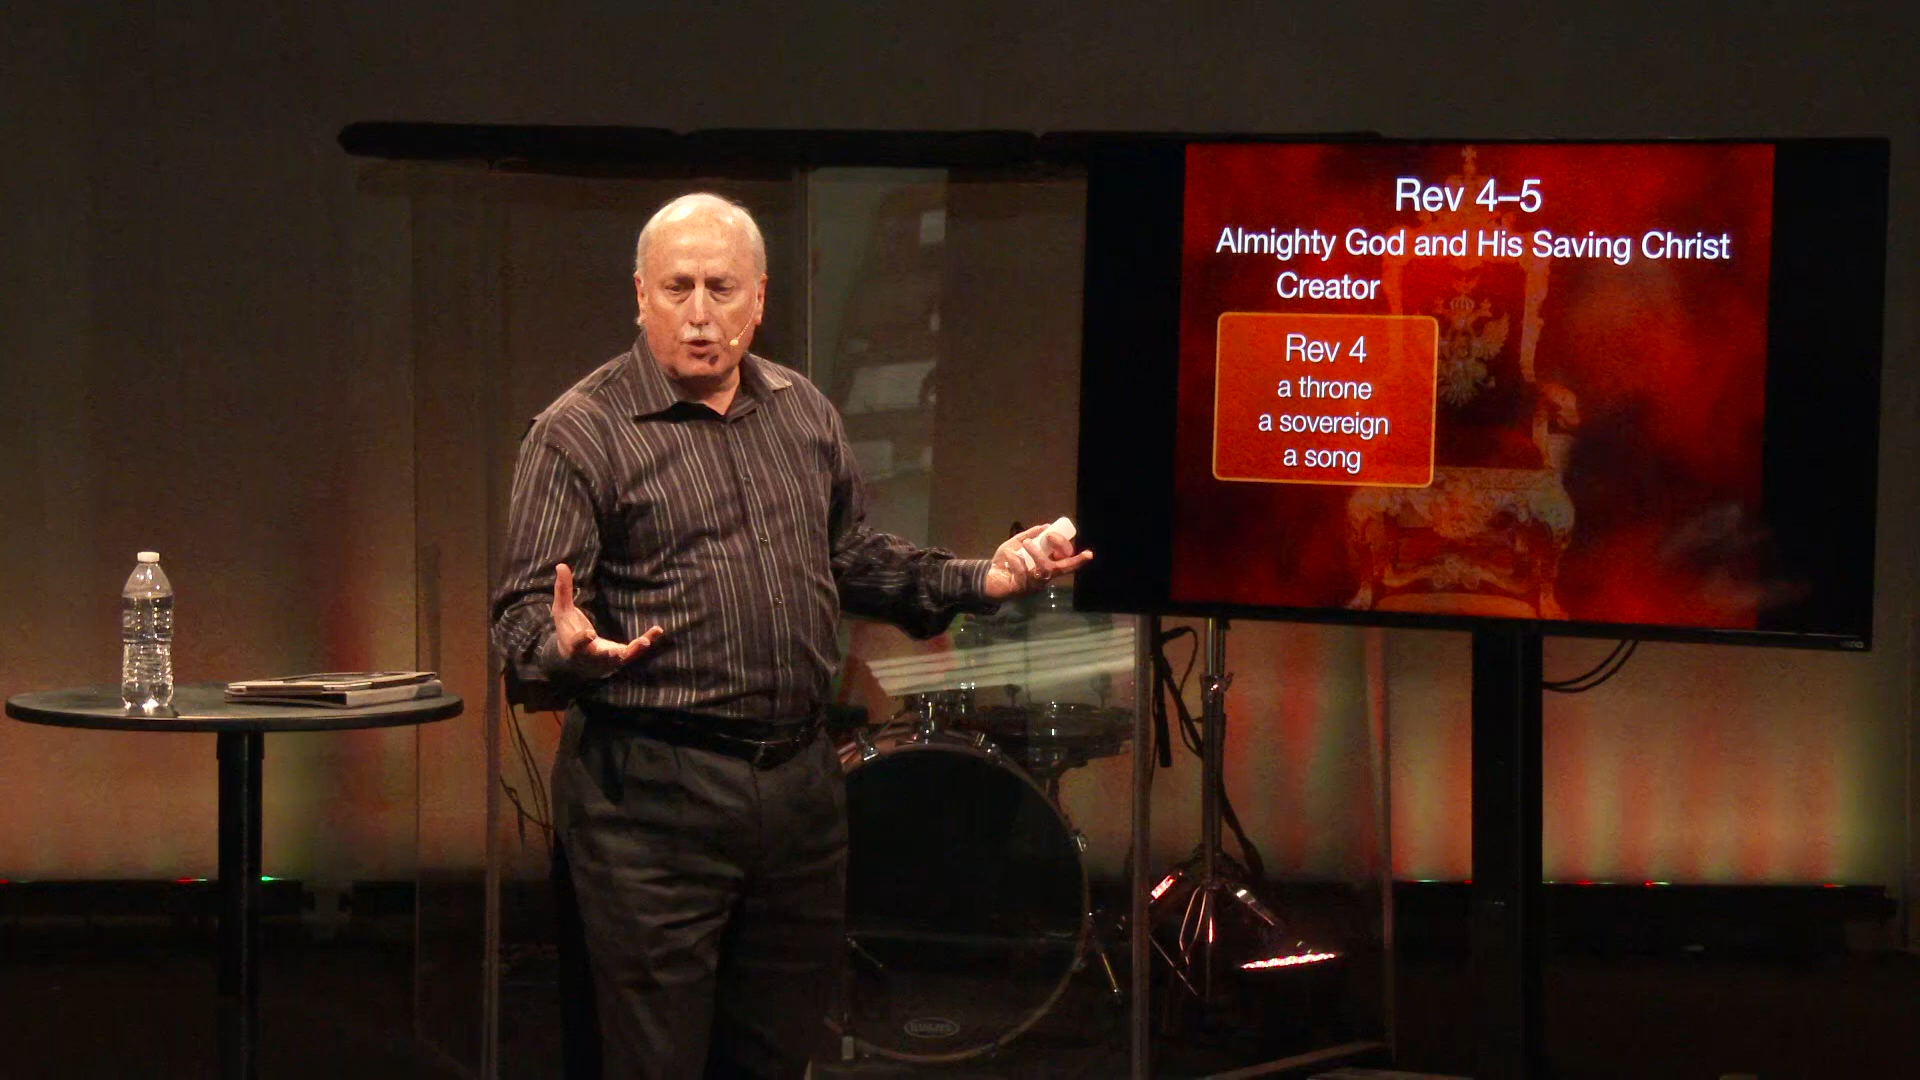 Rev 4–5
Almighty God and His Saving Christ
Creator
Rev 4
a throne
a sovereign
a song